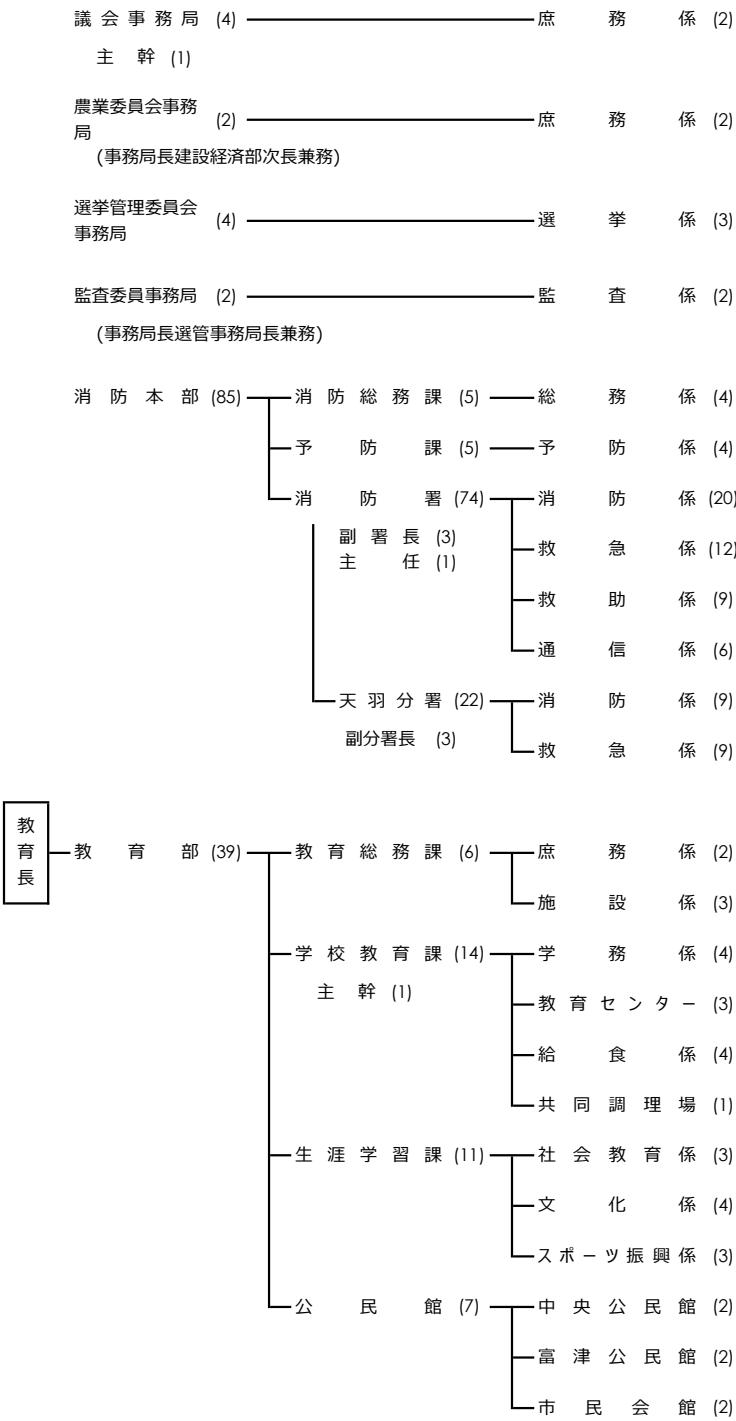 議会事務局 (4) 庶務係 (2)
主幹 (1)
農業委員会事務
局
(2) 庶務係 (2)
(事務局長建設経済部次長兼務)
選挙管理委員会
事務局
(4) 選挙係 (3)
監査委員事務局 (2) 監査係 (2)
(事務局長選管事務局長兼務)
消防本部 (85) 消防総務課 (5) 総務係 (4)
予防課 (5) 予防係 (4)
消防署 (74) 消防係 (20)
副署長 (3)
救急係 (12)
主任 (1)
救助係 (9)
通信係 (6)
天羽分署 (22) 消防係 (9)
副分署長 (3)
救急係 (9)
教育長
教育部 (39) 教育総務課 (6) 庶務係 (2)
施設係 (3)
学校教育課 (14) 学務係 (4)
主幹 (1)
教育センター (3)
給食係 (4)
共同調理場 (1)
生涯学習課 (11) 社会教育係 (3)
文化係 (4)
スポーツ振興係 (3)
公民館 (7) 中央公民館 (2)
富津公民館 (2)
市民会館 (2)